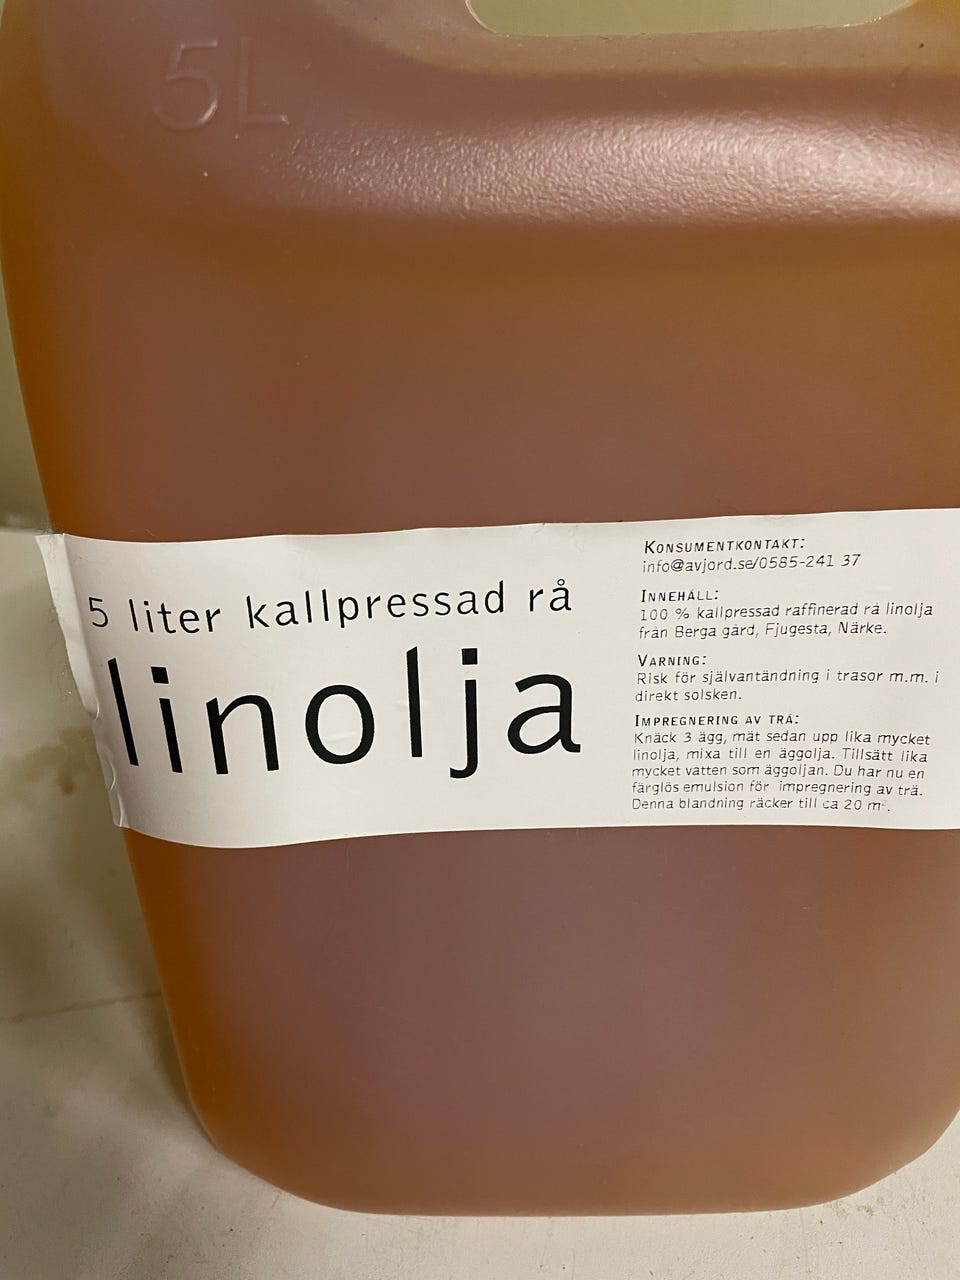 5L
5 liter kallpressad rå
linolja
KONSUMENTKONTAKT:
info@avjord.se/0585-241 37
INNEHÅLL:
100 % kallpressad raffinerad rå linolja
från Berga gård, Fjugesta, Närke.
VARNING:
Risk för självantändning i trasor m.m. i
direkt solsken.
IMPREGNERING AV TRÄ:
Knäck 3 ägg, mät sedan upp lika mycket
linolja, mixa till en äggolja. Tillsätt lika
mycket vatten som äggoljan. Du har nu en
färglös emulsion för impregnering av trä.
Denna blandning räcker till ca 20 m².